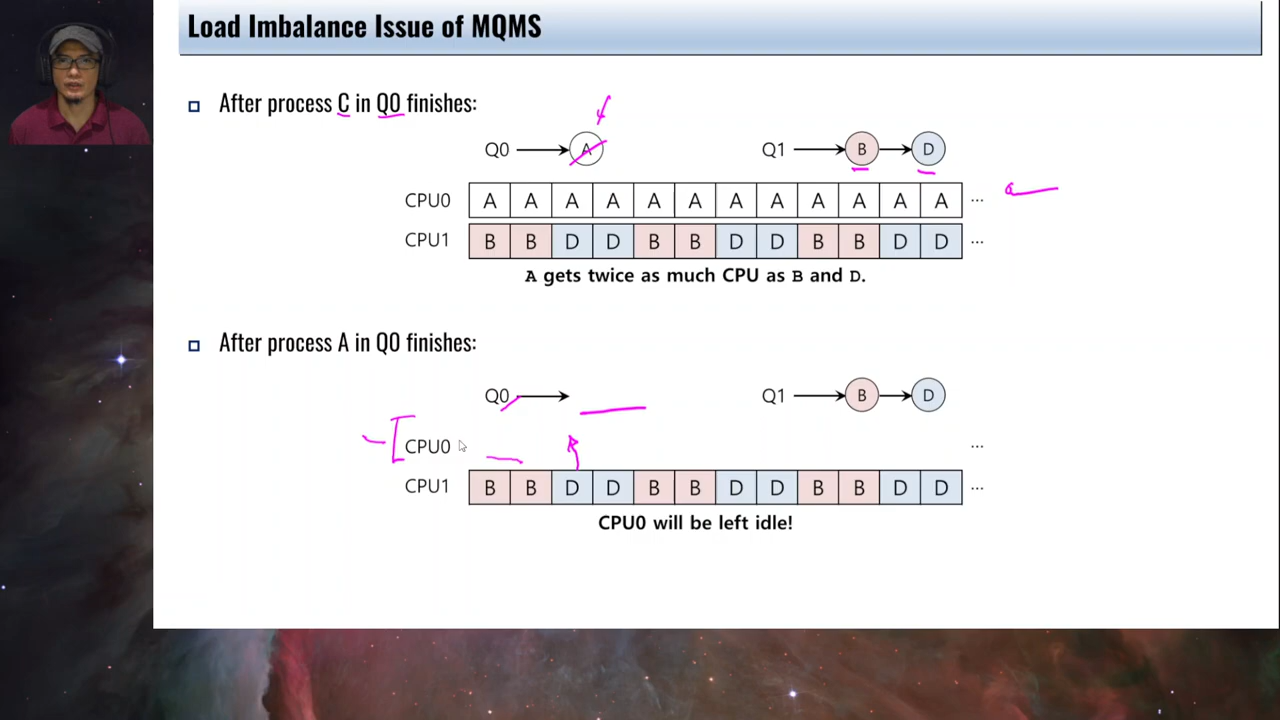 Load Imbalance Issue of MQMS
After process C in Q0 finishes:
Q0 A Q1 B D
CPU0 A A A A A A A A A A A A ...
CPU1 B B D D B B D D B B D D ...
A gets twice as much CPU as B and D.
After process A in Q0 finishes:
Q0 Q1 B D
CPU0 ...
CPU1 B B D D B B D D B B D D ...
CPU0 will be left idle!